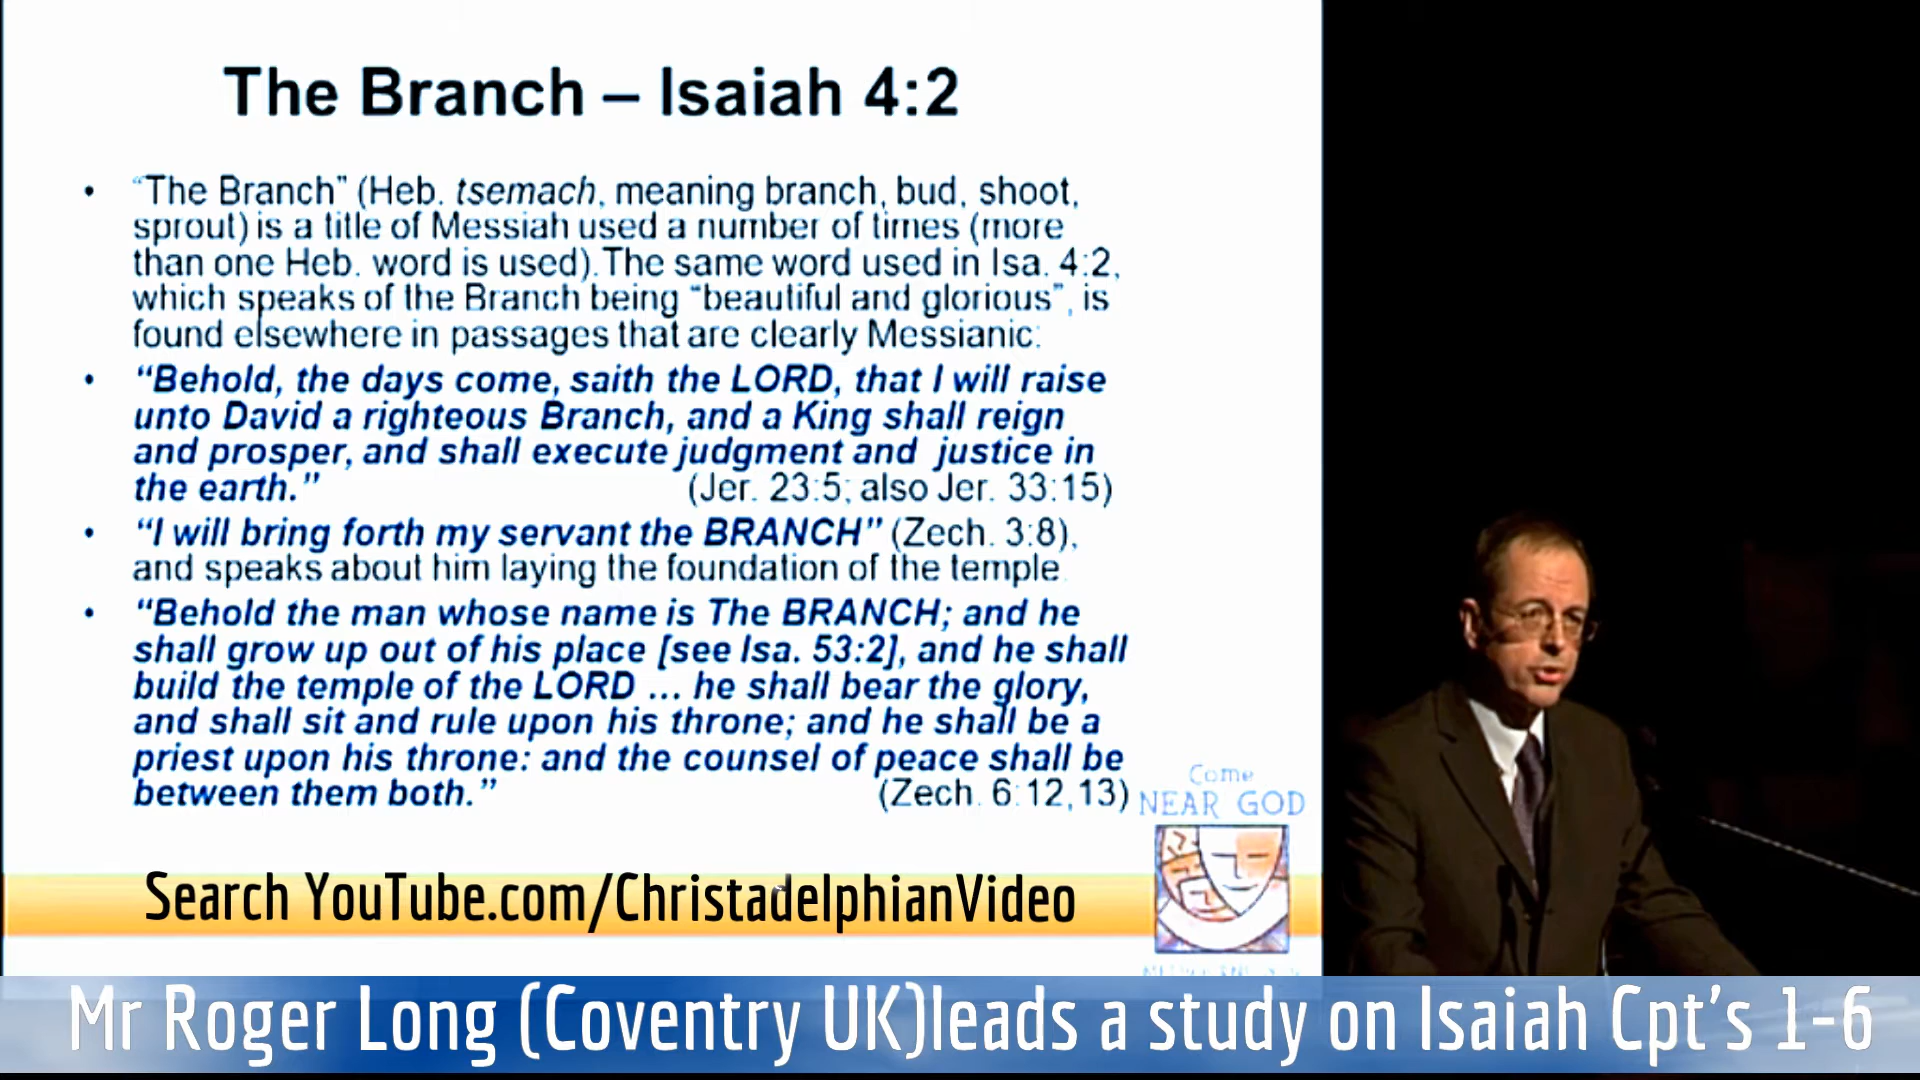 The Branch – Isaiah 4:2
• "The Branch" (Heb. tsemach, meaning branch, bud, shoot,
sprout) is a title of Messiah used a number of times (more
than one Heb. word is used). The same word used in Isa. 4:2,
which speaks of the Branch being "beautiful and glorious", is
found elsewhere in passages that are clearly Messianic:
• "Behold, the days come, saith the LORD, that I will raise
unto David a righteous Branch, and a King shall reign
and prosper, and shall execute judgment and justice in
the earth." (Jer. 23:5; also Jer. 33:15)
• "I will bring forth my servant the BRANCH" (Zech. 3:8),
and speaks about him laying the foundation of the temple.
• "Behold the man whose name is The BRANCH; and he
shall grow up out of his place [see Isa. 53:2], and he shall
build the temple of the LORD ... he shall bear the glory,
and shall sit and rule upon his throne; and he shall be a
priest upon his throne: and the counsel of peace shall be
between them both." (Zech. 6:12,13)
Come
NEAR GOD
Search YouTube.com/ChristadelphianVideo
Mr Roger Long (Coventry UK)leads a study on Isaiah Cpt's 1-6